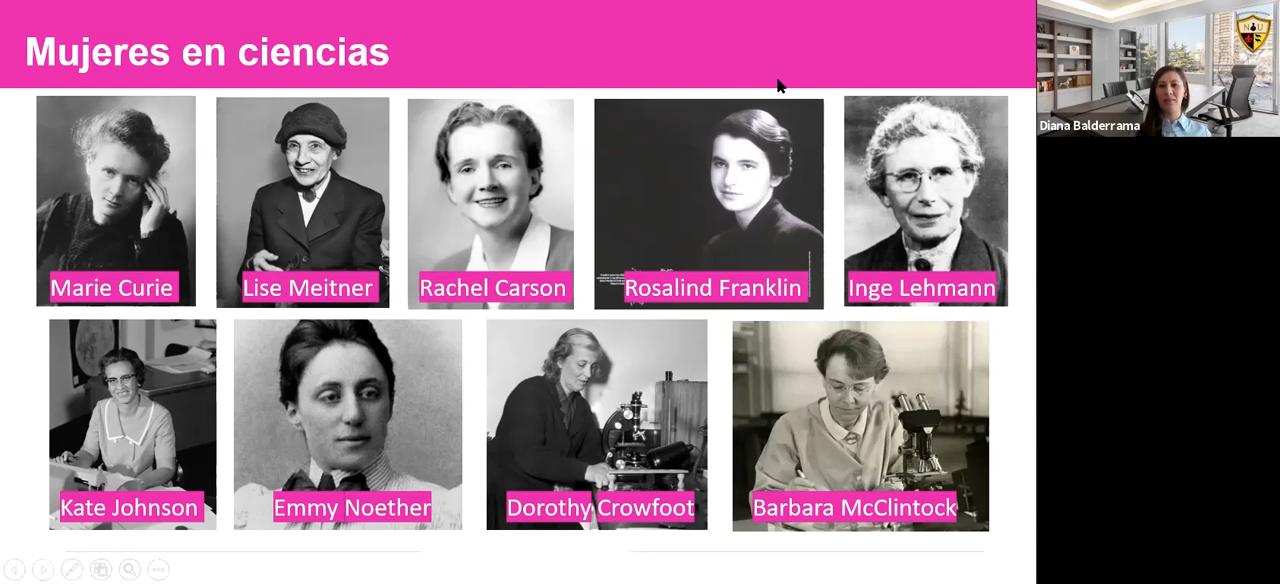 Mujeres en ciencias
Diana Balderrama
Marie Curie
Lise Meitner
Rachel Carson
Rosalind Franklin
Inge Lehmann
Kate Johnson
Emmy Noether
Dorothy Crowfoot
Barbara McClintock